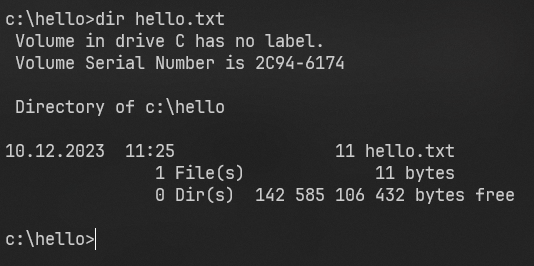 c:\hello>dir hello.txt
 Volume in drive C has no label.
 Volume Serial Number is 2C94-6174

 Directory of c:\hello

10.12.2023  11:25                11 hello.txt
               1 File(s)             11 bytes
               0 Dir(s)  142 585 106 432 bytes free

c:\hello>